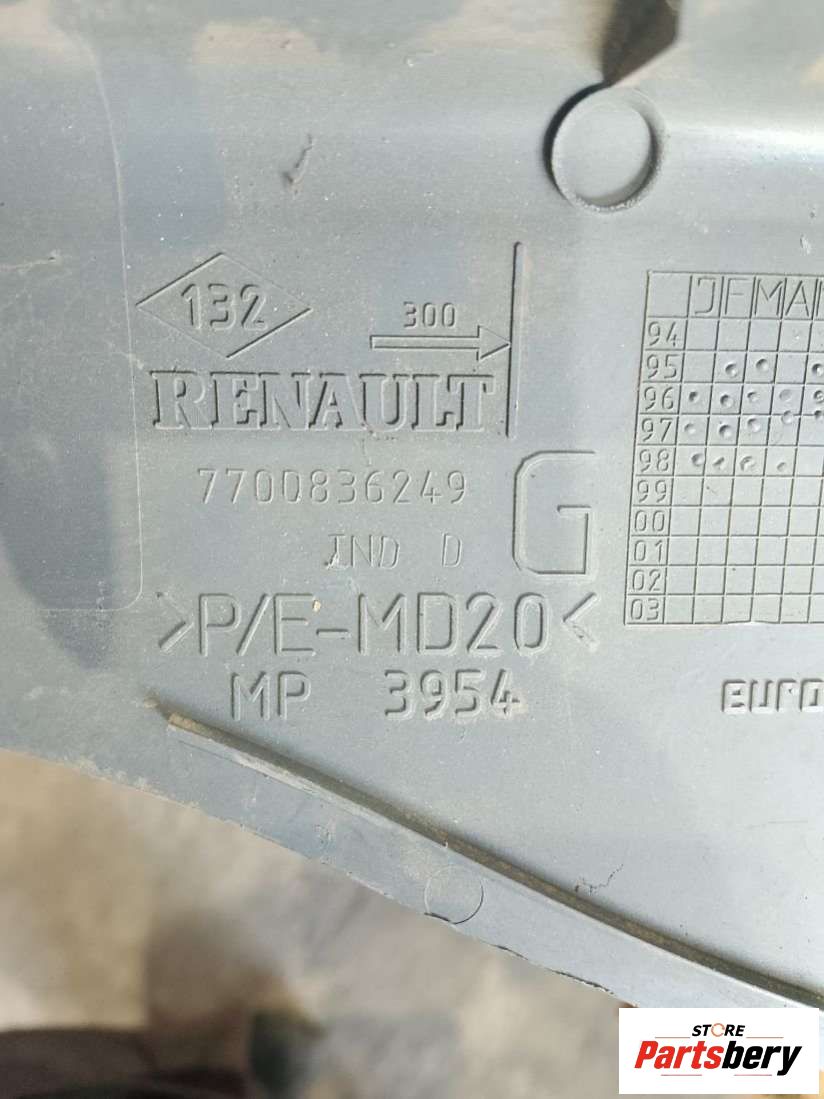 132
300
RENAULT
7700836249
IND D
G
>P/E-MD20<
MP 3954
J F M A
94
95
96
97
98
99
00
01
02
03
euro
STORE
Partsbery